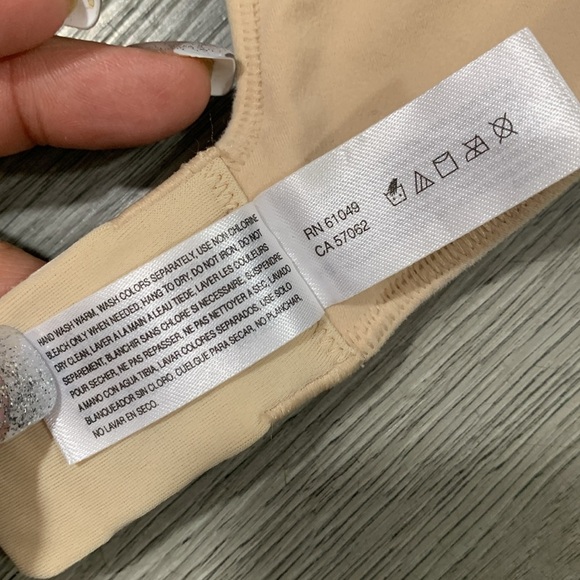 HAND WASH WARM, WASH COLORS SEPARATELY, USE NON CHLORINE
BLEACH ONLY WHEN NEEDED. HANG TO DRY. DO NOT IRON. DO NOT
DRY CLEAN, LAVER À LA MAIN À L'EAU TIEDE, LAVER LES COULEURS
SEPAREMENT, BLANCHIR SANS CHLORE SI NÉCESSAIRE. SUSPENDRE
POUR SÉCHER, NE PAS REPASSER, NE PAS NETTOYER A SEC. LAVADO
A MANO CON AGUA TIBIA, LAVAR COLORES SEPARADOS. USE SOLO
BLANQUEADOR SIN CLORO. CUELGUE PARA SECAR. NO PLANCHAR.
NO LAVAR EN SECO.
RN 61049
CA 57062